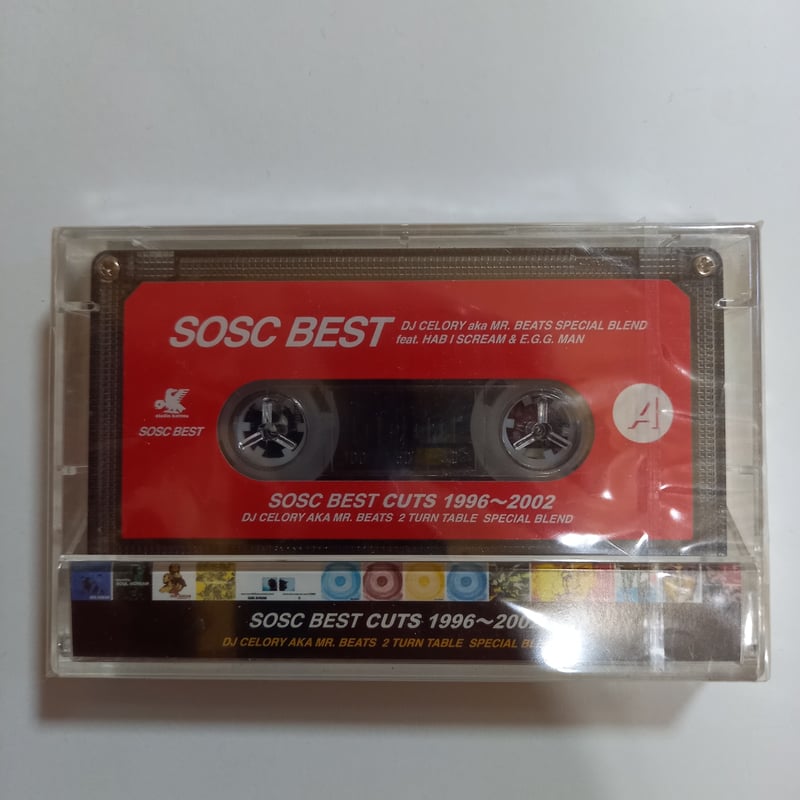 SOSC BEST
DJ CELORY aka MR. BEATS SPECIAL BLEND
feat. HAB I SCREAM & E.G.G. MAN
A
SOSC BEST
SOSC BEST CUTS 1996～2002
DJ CELORY AKA MR. BEATS 2 TURN TABLE SPECIAL BLEND
SOSC BEST CUTS 1996～200
DJ CELORY AKA MR. BEATS 2 TURN TABLE SPECIAL